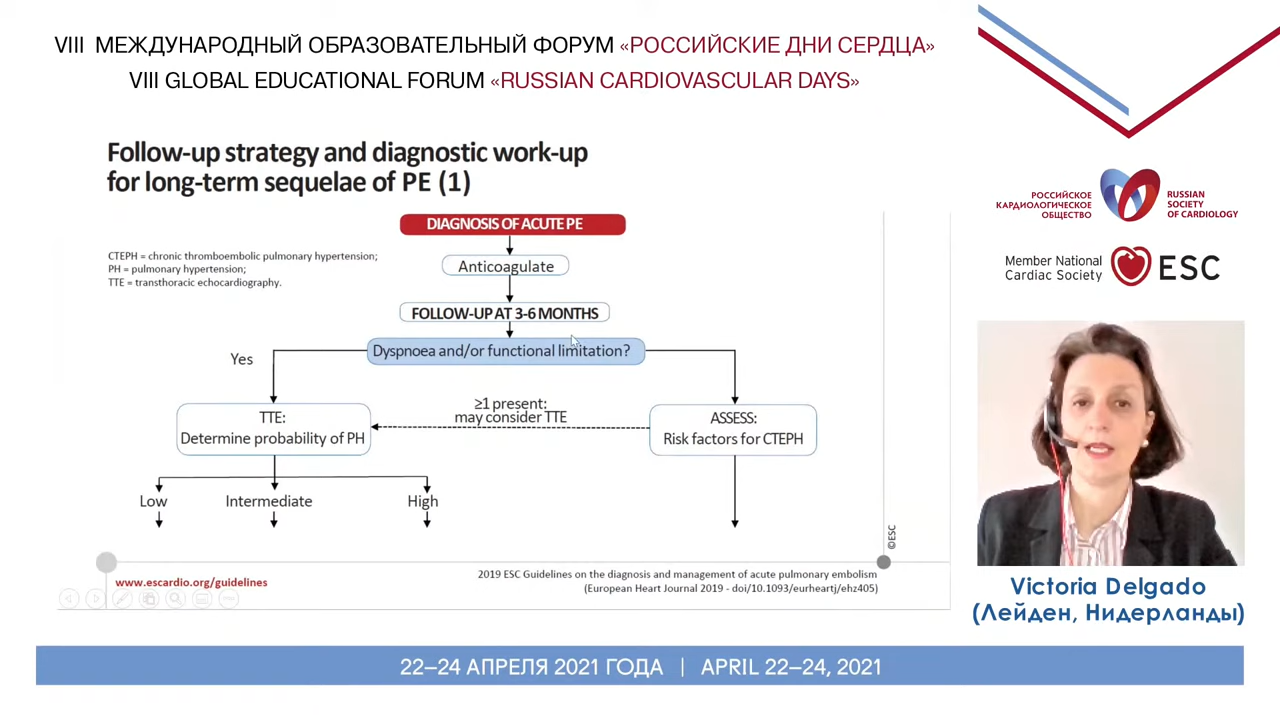 VIII МЕЖДУНАРОДНЫЙ ОБРАЗОВАТЕЛЬНЫЙ ФОРУМ «РОССИЙСКИЕ ДНИ СЕРДЦА»
VIII GLOBAL EDUCATIONAL FORUM «RUSSIAN CARDIOVASCULAR DAYS»
Follow-up strategy and diagnostic work-up
for long-term sequelae of PE (1)
DIAGNOSIS OF ACUTE PE
CTEPH = chronic thromboembolic pulmonary hypertension;
PH = pulmonary hypertension;
TTE = transthoracic echocardiography.
Anticoagulate
FOLLOW-UP AT 3-6 MONTHS
Dyspnoea and/or functional limitation?
Yes
≥1 present:
may consider TTE
TTE:
Determine probability of PH
ASSESS:
Risk factors for CTEPH
Low
Intermediate
High
©ESC
www.escardio.org/guidelines
2019 ESC Guidelines on the diagnosis and management of acute pulmonary embolism
(European Heart Journal 2019 - doi/10.1093/eurheartj/ehz405)
РОССИЙСКОЕ
КАРДИОЛОГИЧЕСКОЕ
ОБЩЕСТВО
RUSSIAN
SOCIETY
OF CARDIOLOGY
Member National
Cardiac Society
ESC
Victoria Delgado
(Лейден, Нидерланды)
22–24 АПРЕЛЯ 2021 ГОДА | APRIL 22–24, 2021